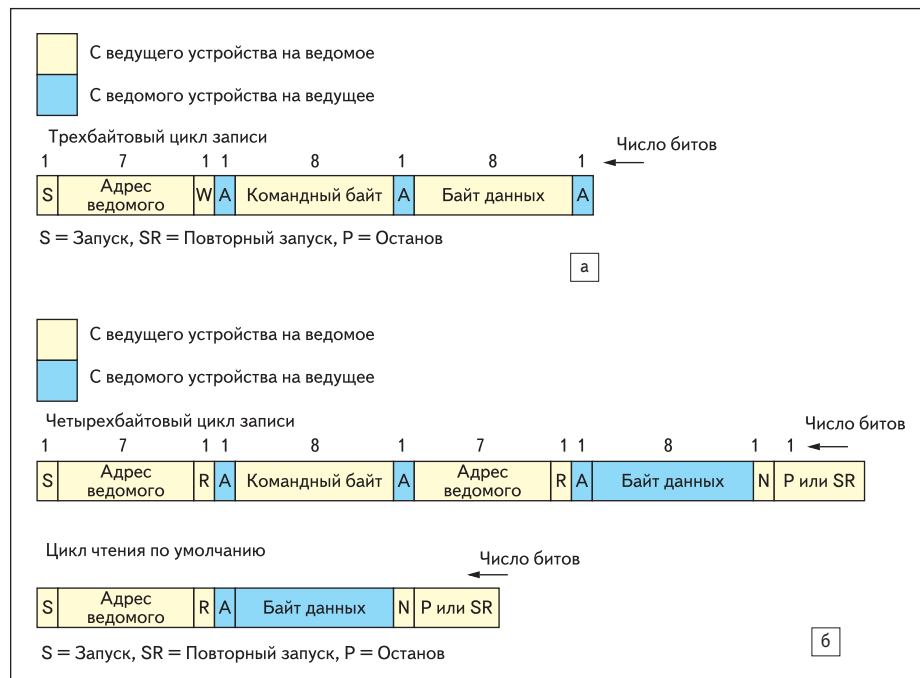 С ведущего устройства на ведомое
С ведомого устройства на ведущее
Трехбайтовый цикл записи
Число битов
1 7 1 1 8 1 8 1
S Адрес ведомого W A Командный байт A Байт данных A
S = Запуск, SR = Повторный запуск, P = Останов
а
С ведущего устройства на ведомое
С ведомого устройства на ведущее
Четырехбайтовый цикл записи
Число битов
1 7 1 1 8 1 7 1 1 8 1 1
S Адрес ведомого R A Командный байт A Адрес ведомого R A Байт данных N P или SR
Цикл чтения по умолчанию
Число битов
S Адрес ведомого R A Байт данных N P или SR
S = Запуск, SR = Повторный запуск, P = Останов
б